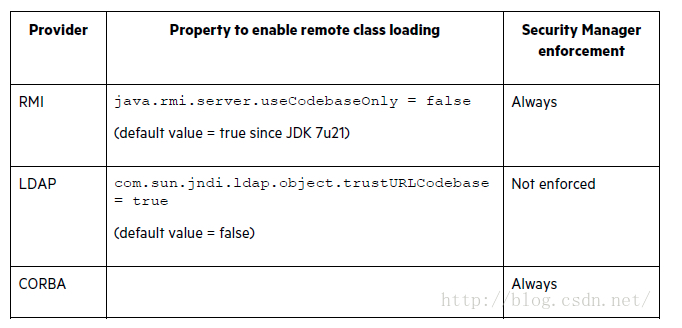 Provider Property to enable remote class loading Security Manager
enforcement
RMI java.rmi.server.useCodebaseOnly = false Always
(default value = true since JDK 7u21)
LDAP com.sun.jndi.ldap.object.trustURLCodebase Not enforced
= true
(default value = false)
CORBA Always
http://blog.csdn.net/